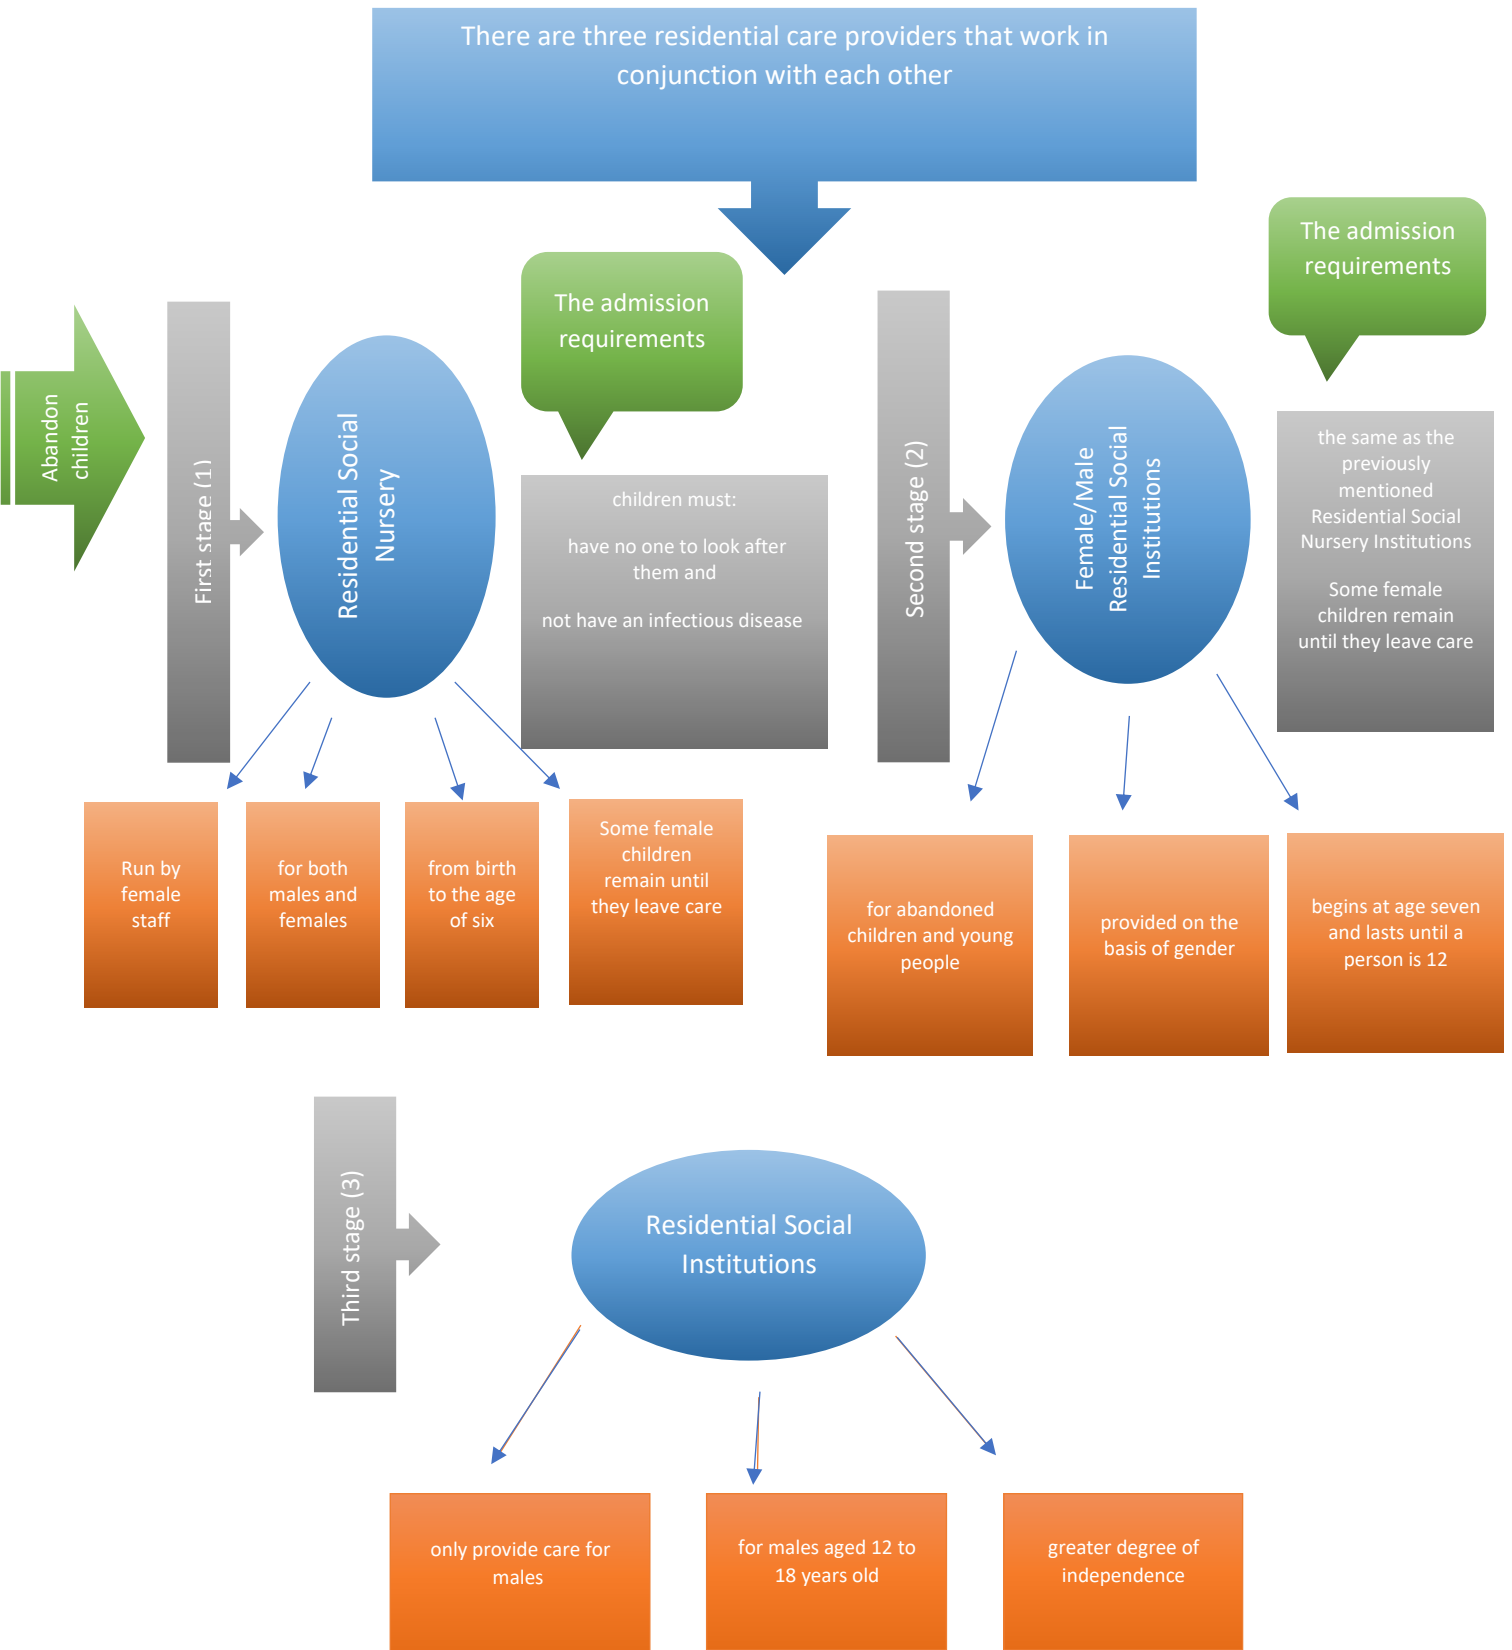 There are three residential care providers that work in
conjunction with each other
The admission
requirements
The admission
requirements
Abandon
children
First stage (1)
Residential Social
Nursery
children must:
have no one to look after
them and
not have an infectious disease
Second stage (2)
Female/Male
Residential Social
Institutions
the same as the
previously
mentioned
Residential Social
Nursery Institutions
Some female
children remain
until they leave care
Run by
female
staff
for both
males and
females
from birth
to the age
of six
Some female
children
remain until
they leave care
for abandoned
children and young
people
provided on the
basis of gender
begins at age seven
and lasts until a
person is 12
Third stage (3)
Residential Social
Institutions
only provide care for
males
for males aged 12 to
18 years old
greater degree of
independence